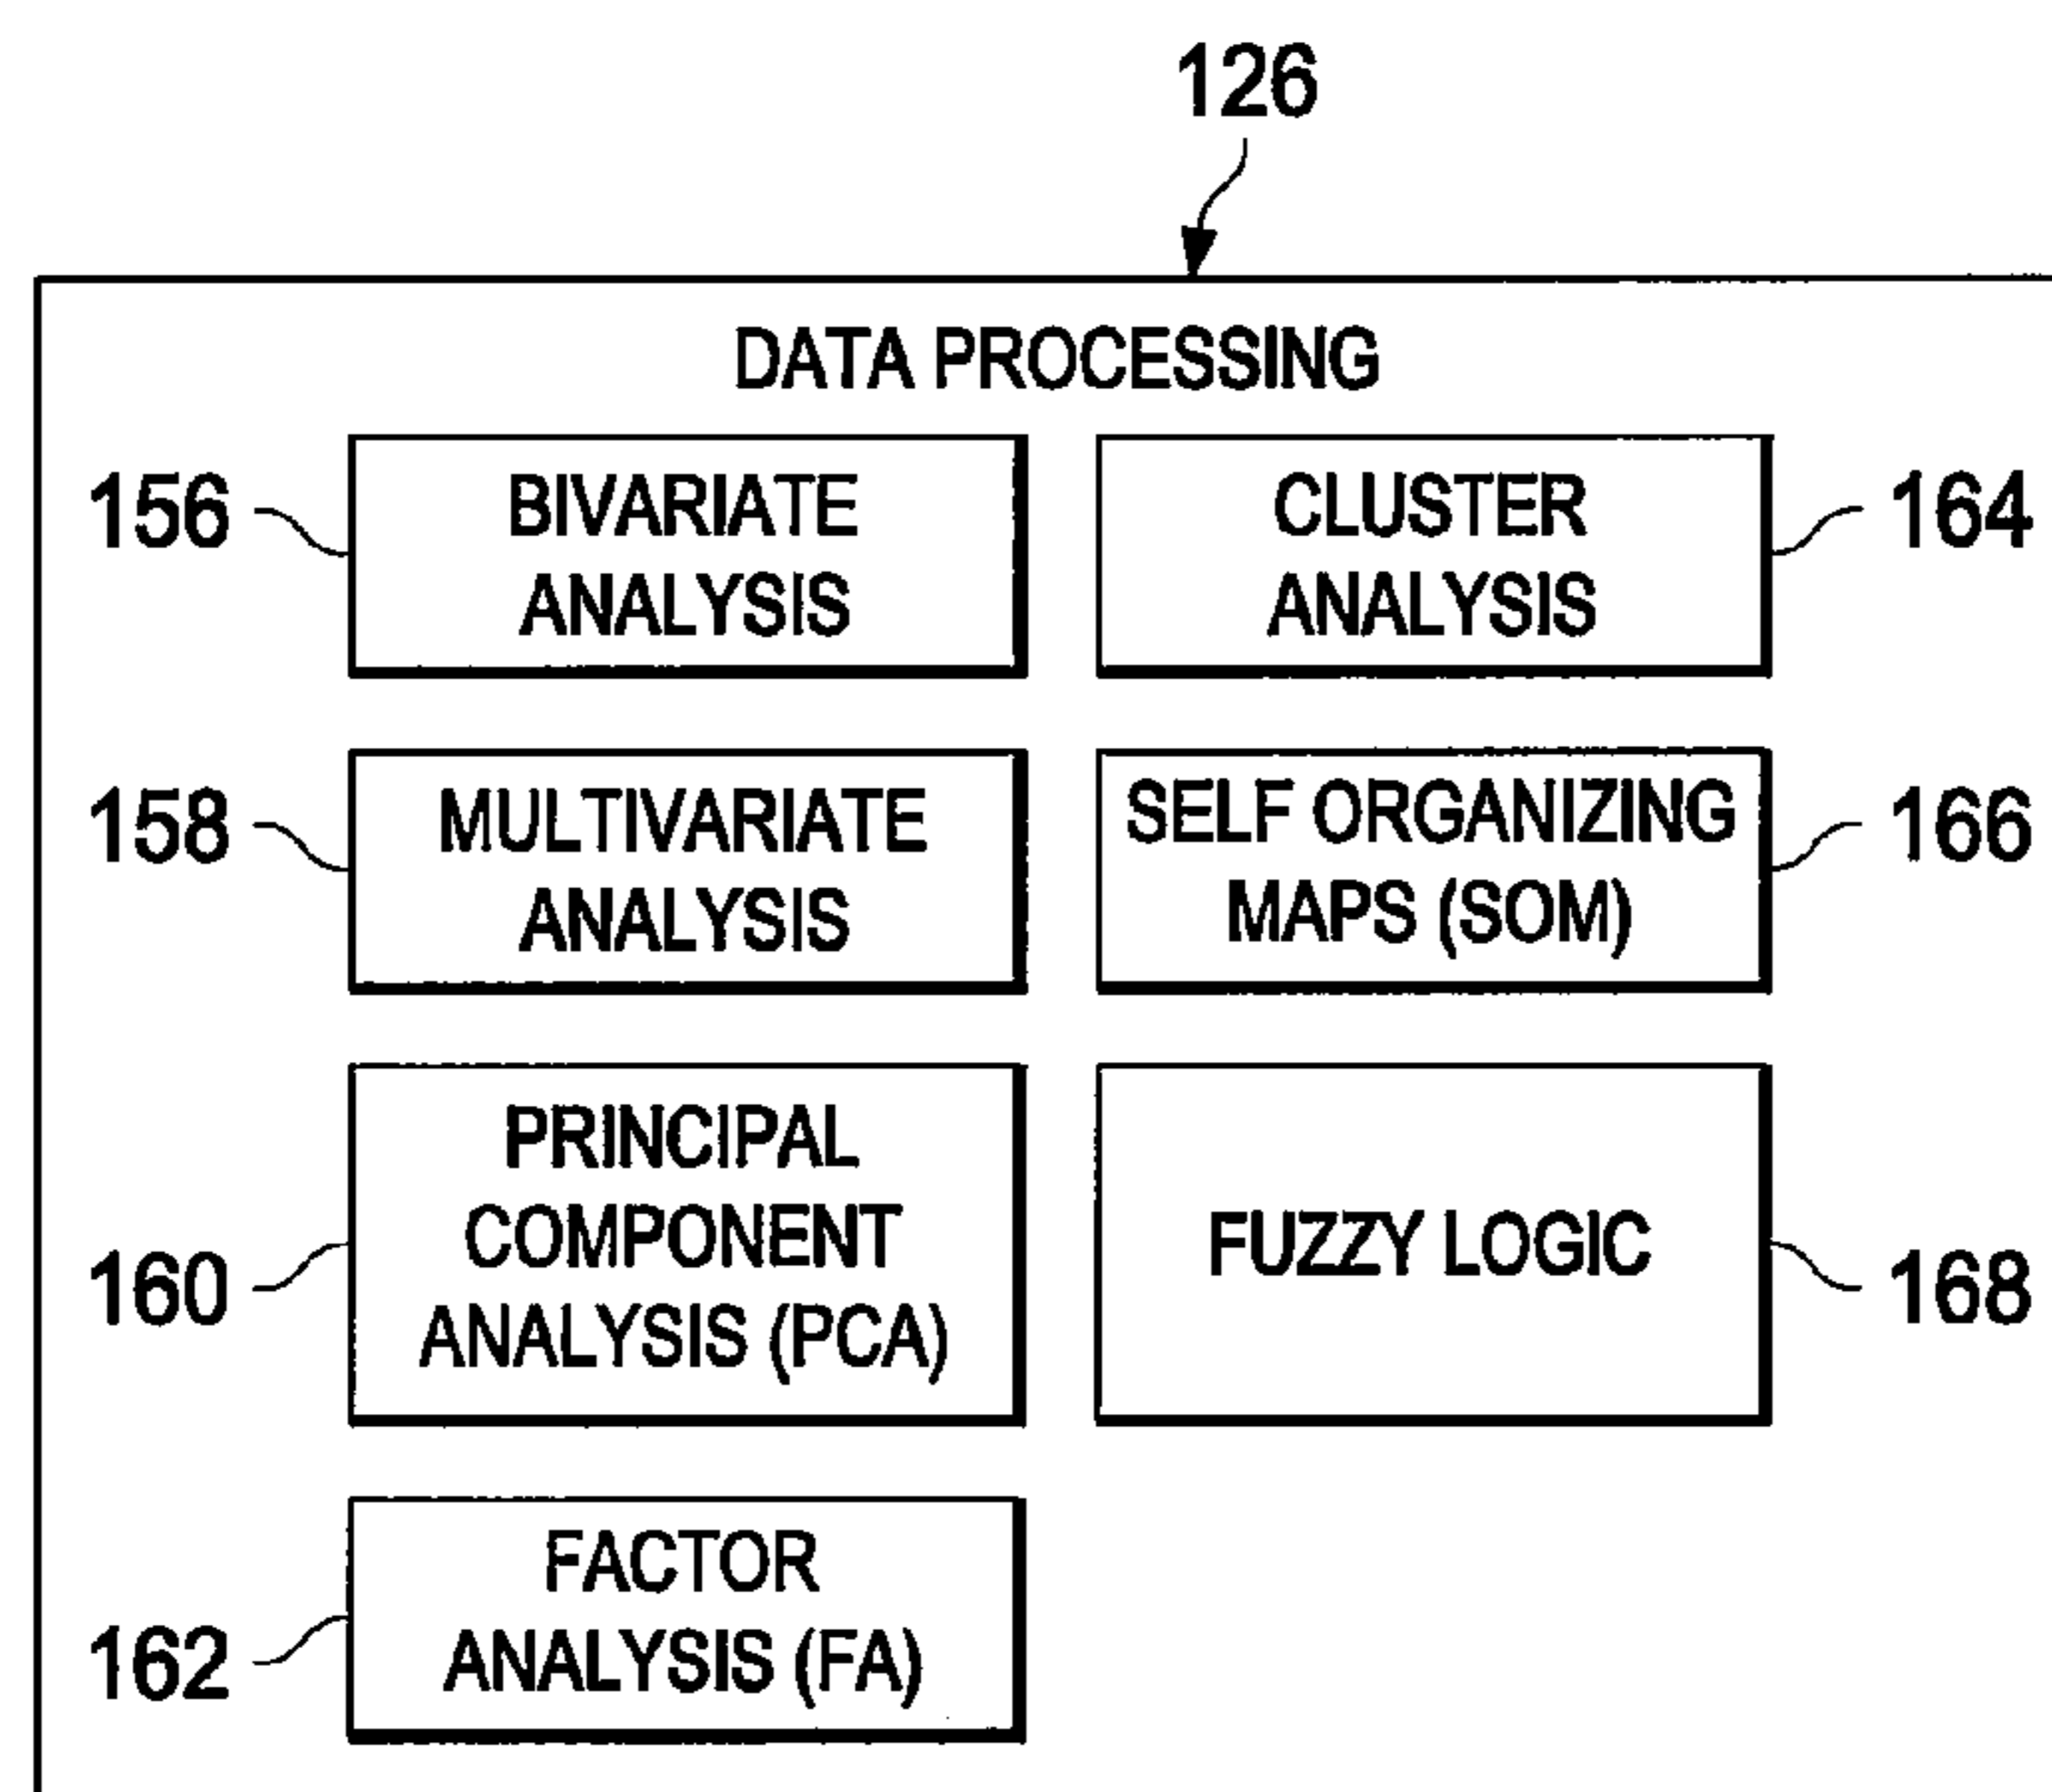 126
DATA PROCESSING
156
BIVARIATE
ANALYSIS
CLUSTER
ANALYSIS
164
158
MULTIVARIATE
ANALYSIS
SELF ORGANIZING
MAPS (SOM)
166
160
PRINCIPAL
COMPONENT
ANALYSIS (PCA)
FUZZY LOGIC
168
162
FACTOR
ANALYSIS (FA)